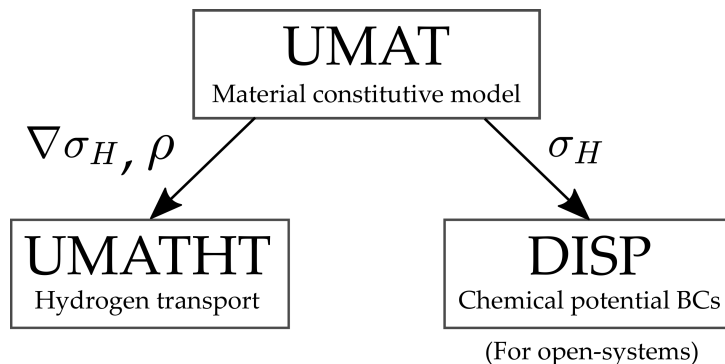 UMAT
Material constitutive model
∇σ_H, ρ
σ_H
UMATHT
Hydrogen transport
DISP
Chemical potential BCs
(For open-systems)